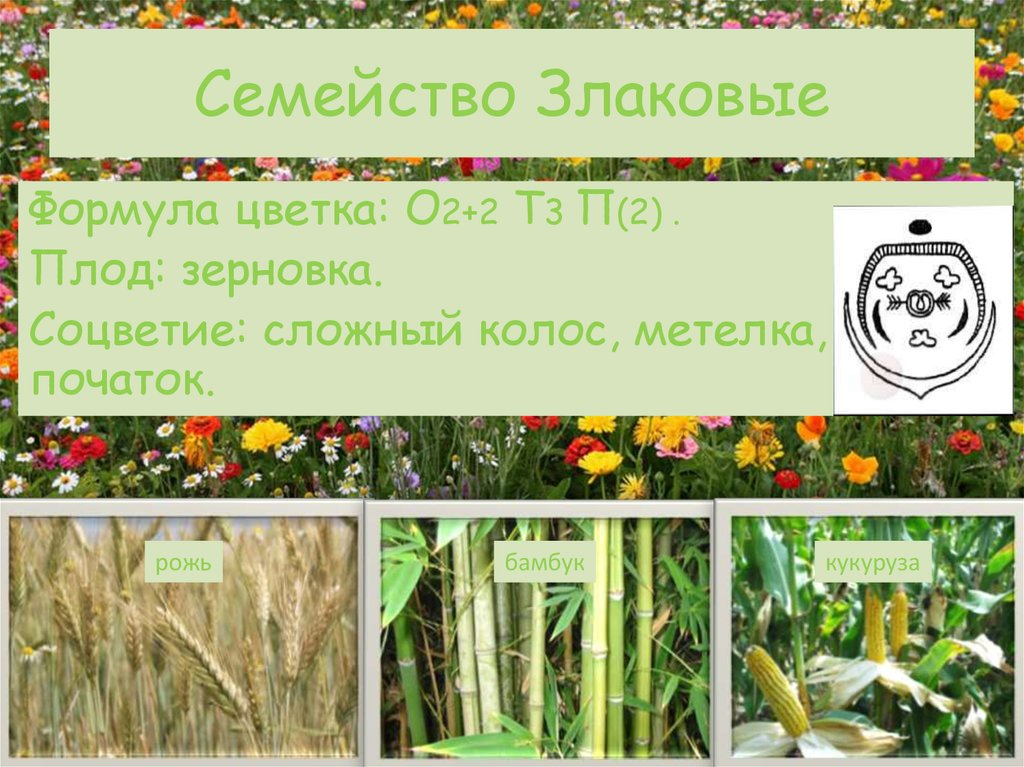 Семейство Злаковые
Формула цветка: О2+2 Т3 П(2) .
Плод: зерновка.
Соцветие: сложный колос, метелка,
початок.
рожь
бамбук
кукуруза